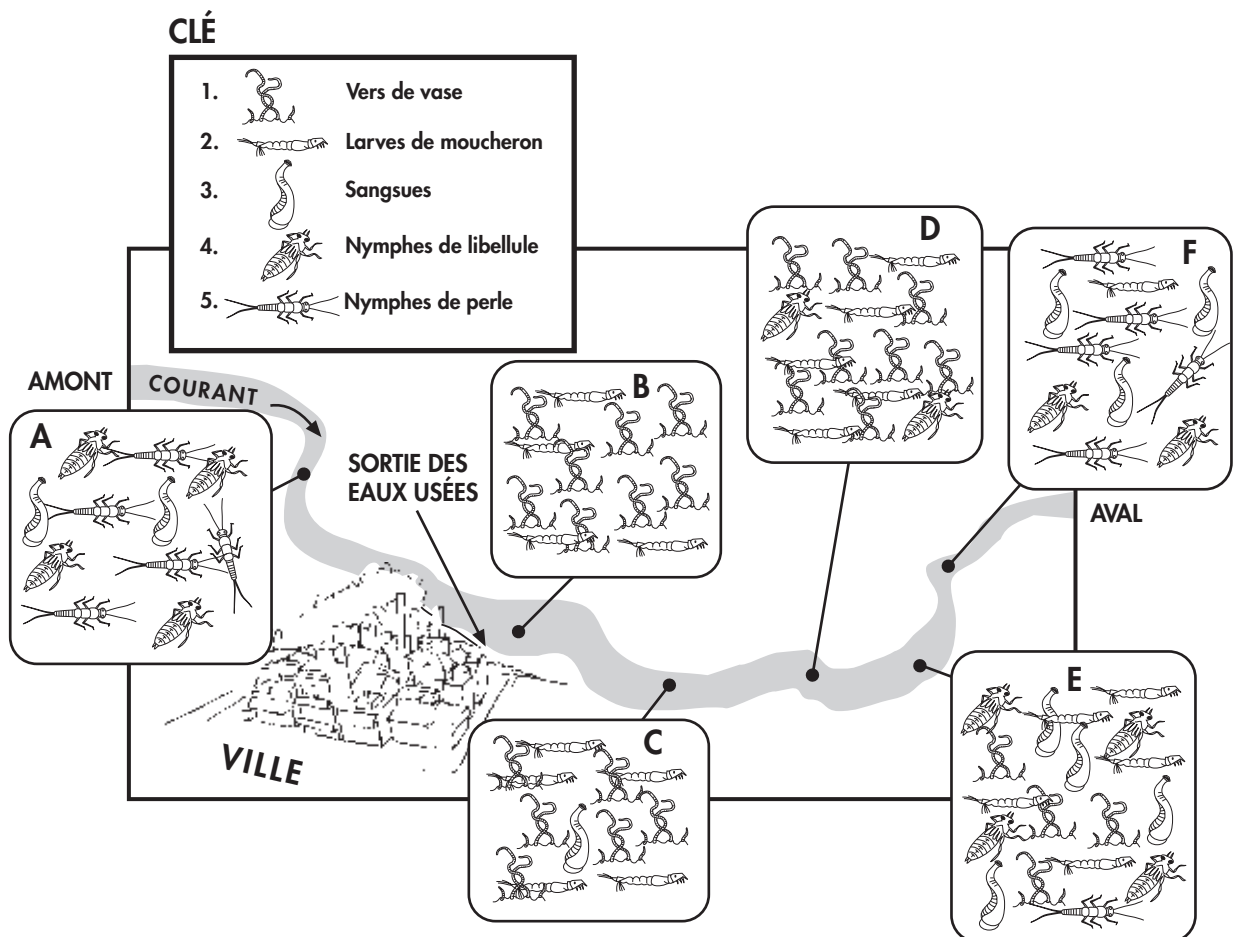 CLÉ
1. Vers de vase
2. Larves de moucheron
3. Sangsues
4. Nymphes de libellule
5. Nymphes de perle
D
F
B
AMONT
COURANT
A
SORTIE DES
EAUX USÉES
AVAL
E
C
VILLE